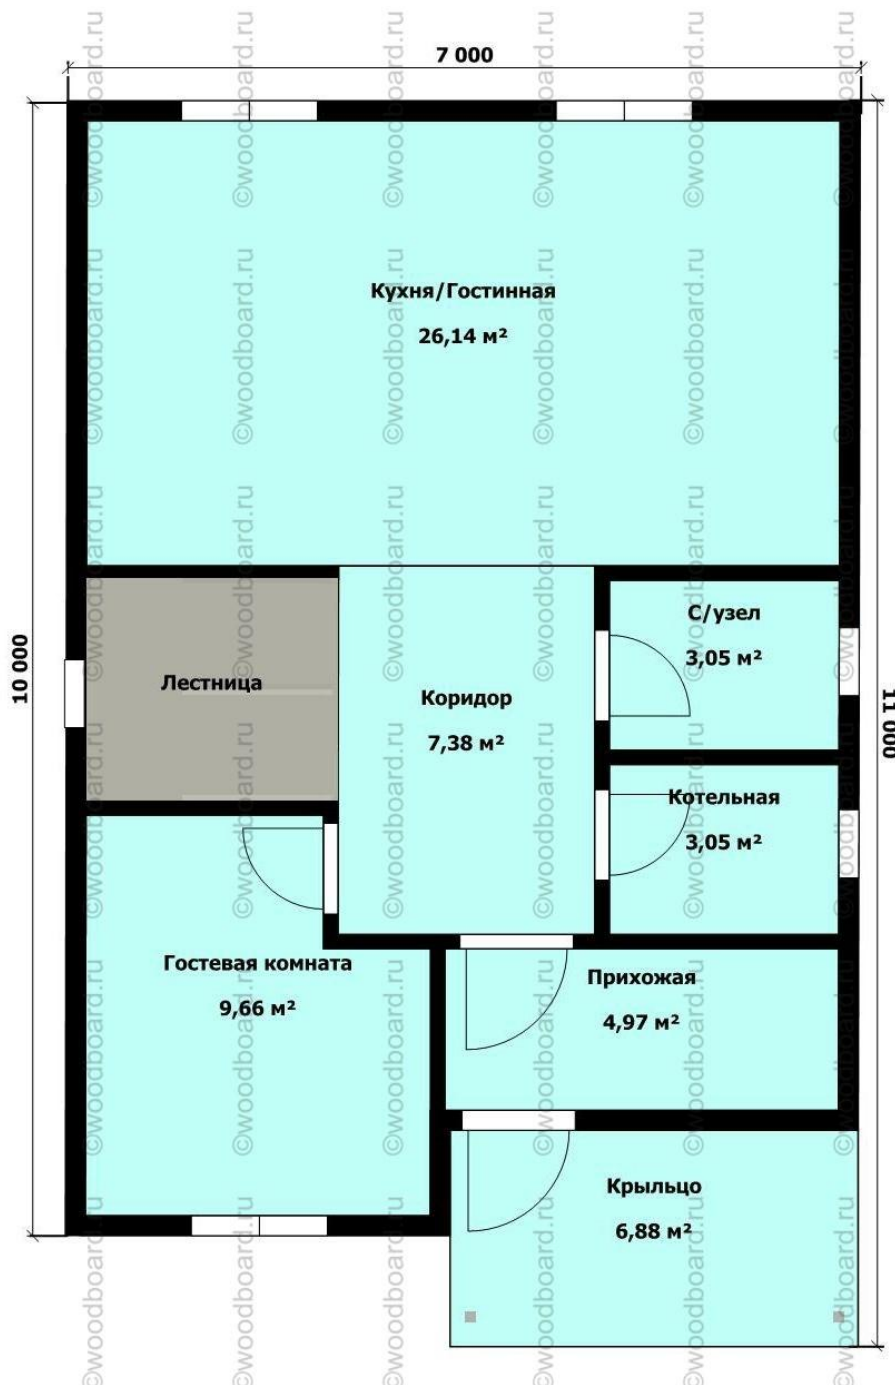 7 000
Кухня/Гостинная
26,14 м²
10 000
11 000
С/узел
3,05 м²
Лестница
Коридор
7,38 м²
Котельная
3,05 м²
Гостевая комната
9,66 м²
Прихожая
4,97 м²
Крыльцо
6,88 м²
©woodboard.ru